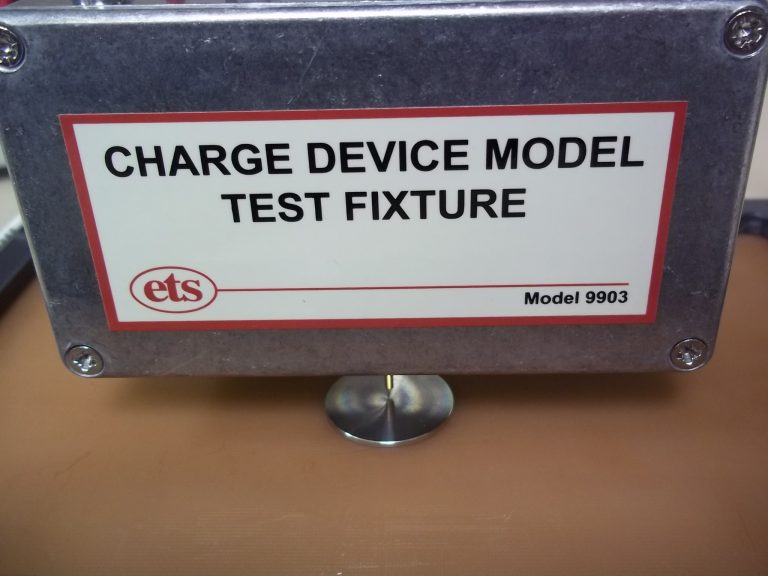 CHARGE DEVICE MODEL
TEST FIXTURE
ets
Model 9903